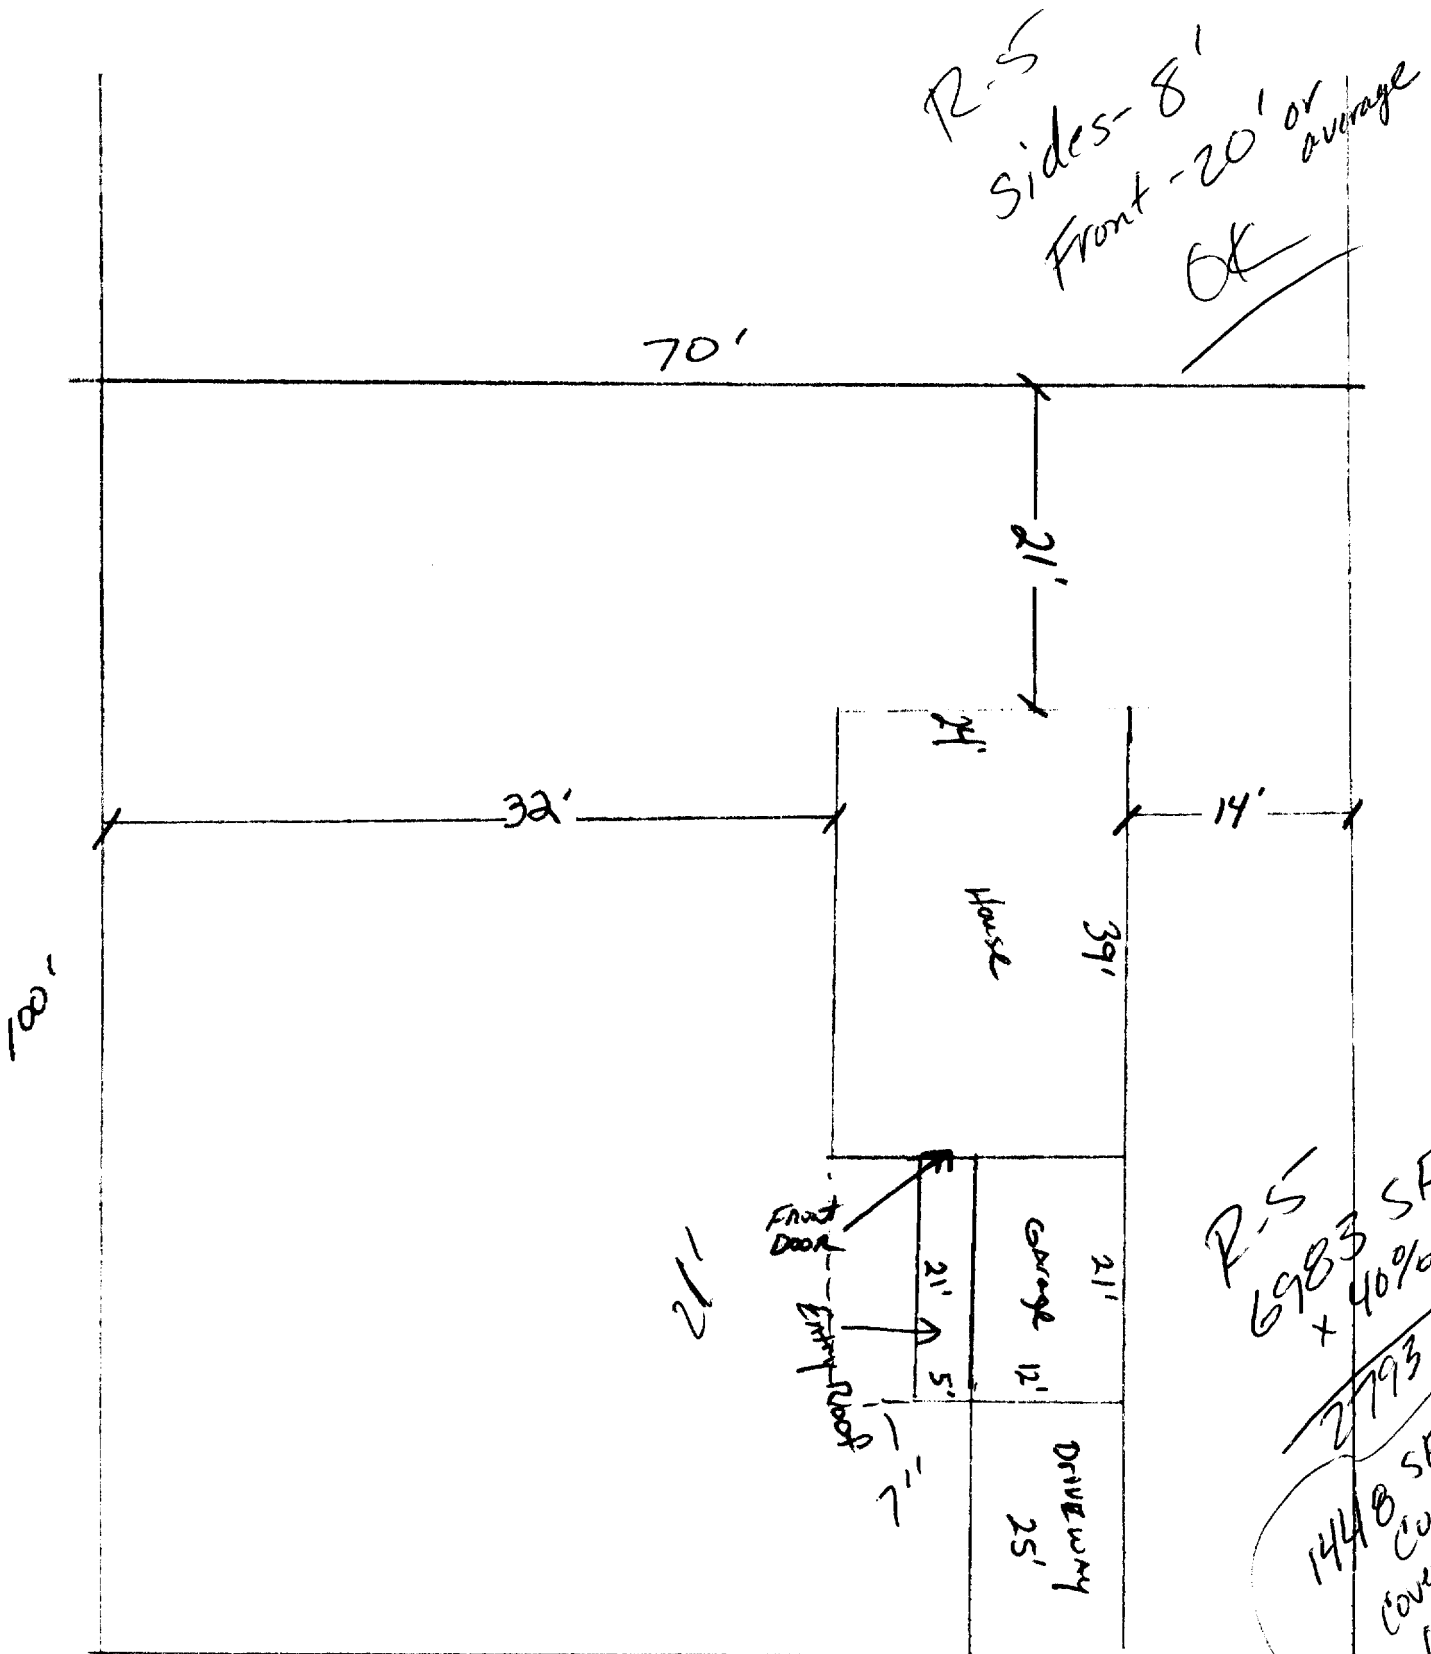 R-5
sides- 8'
Front - 20' or
average
OK
70'
21'
24'
32'
14'
House
39'
100'
Front
Door
21'
Entry Roof
21'
5'
Garage
21'
12'
7'
Driveway
25'
R-5
6983 SF
x 40%
2793
1448 SF